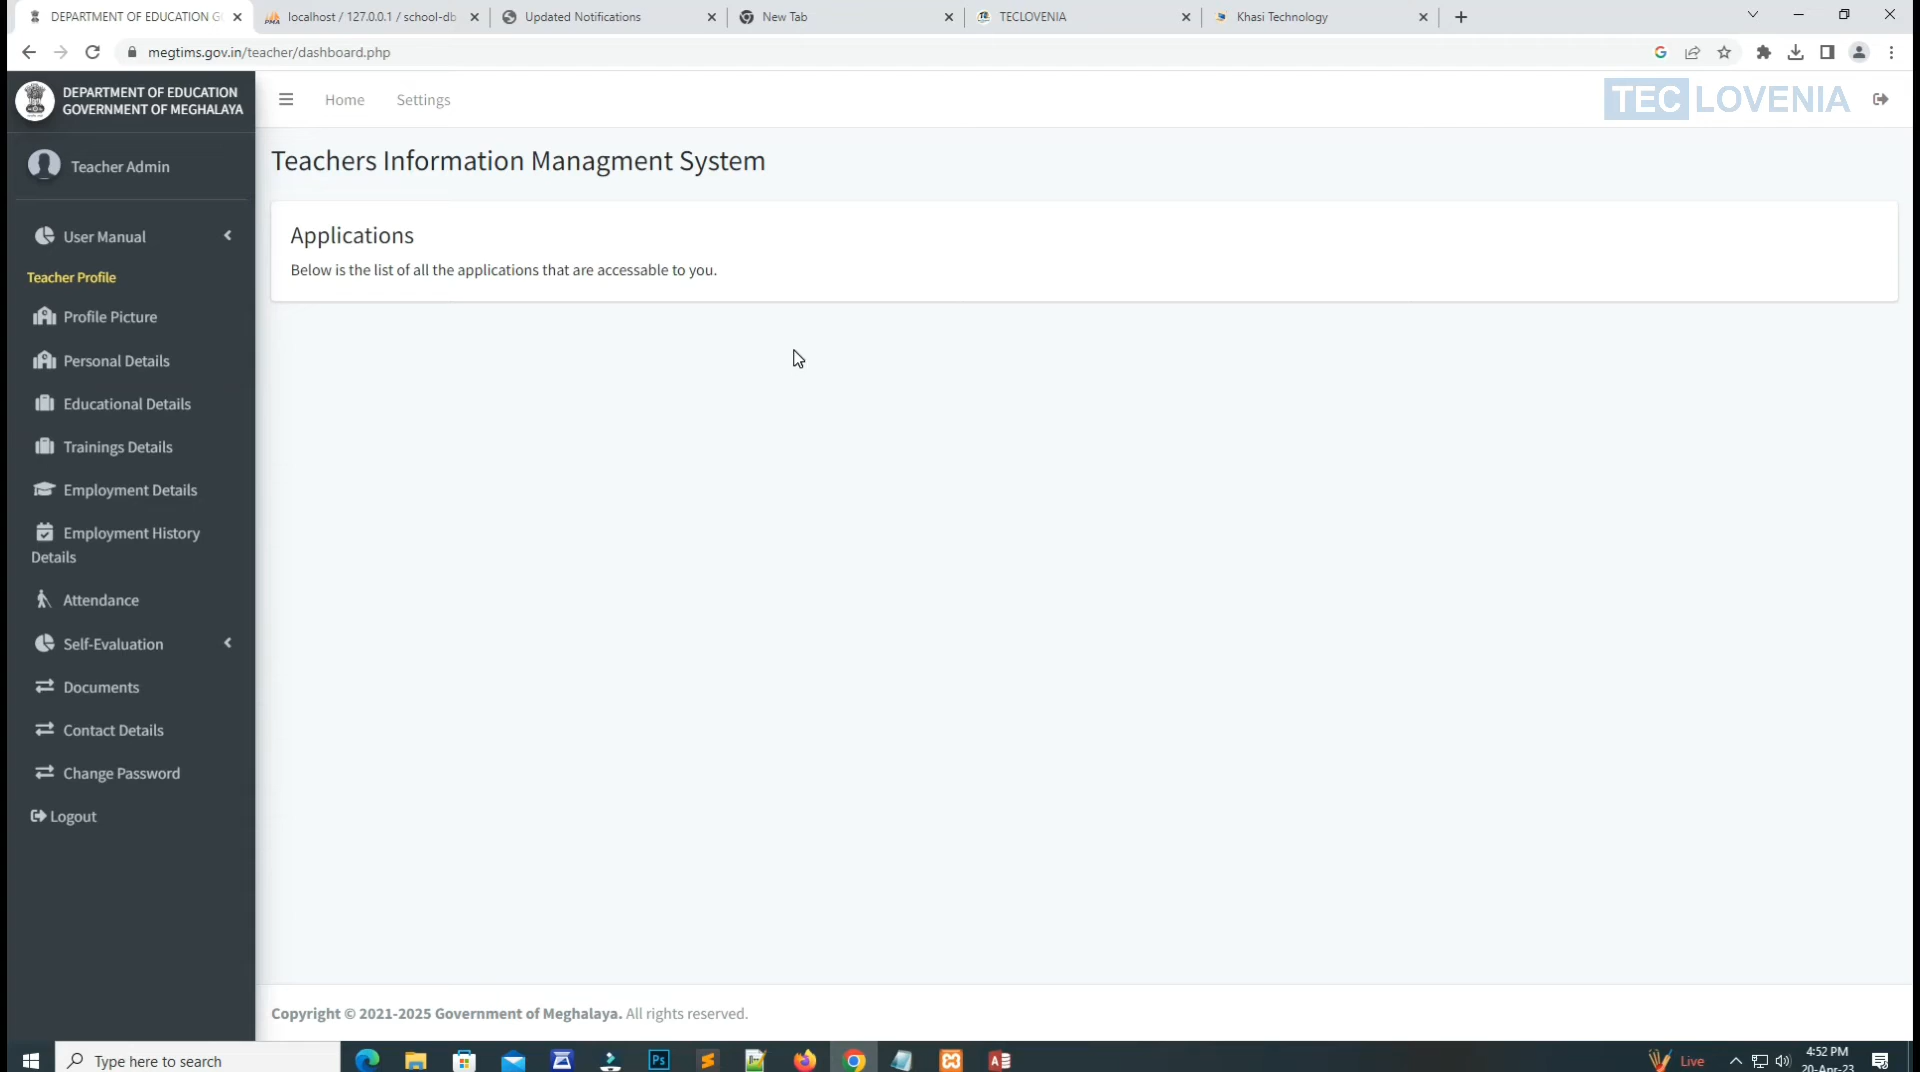 DEPARTMENT OF EDUCATION G
localhost / 127.0.0.1 / school-db
Updated Notifications
New Tab
TECLOVENIA
Khasi Technology
megtims.gov.in/teacher/dashboard.php
DEPARTMENT OF EDUCATION
GOVERNMENT OF MEGHALAYA
Home
Settings
TECLOVENIA
Teacher Admin
User Manual
Teacher Profile
Profile Picture
Personal Details
Educational Details
Trainings Details
Employment Details
Employment History
Details
Attendance
Self-Evaluation
Documents
Contact Details
Change Password
Logout
Teachers Information Managment System
Applications
Below is the list of all the applications that are accessable to you.
Copyright © 2021-2025 Government of Meghalaya. All rights reserved.
Type here to search
Ps
Live
4:52 PM
20-Apr-23